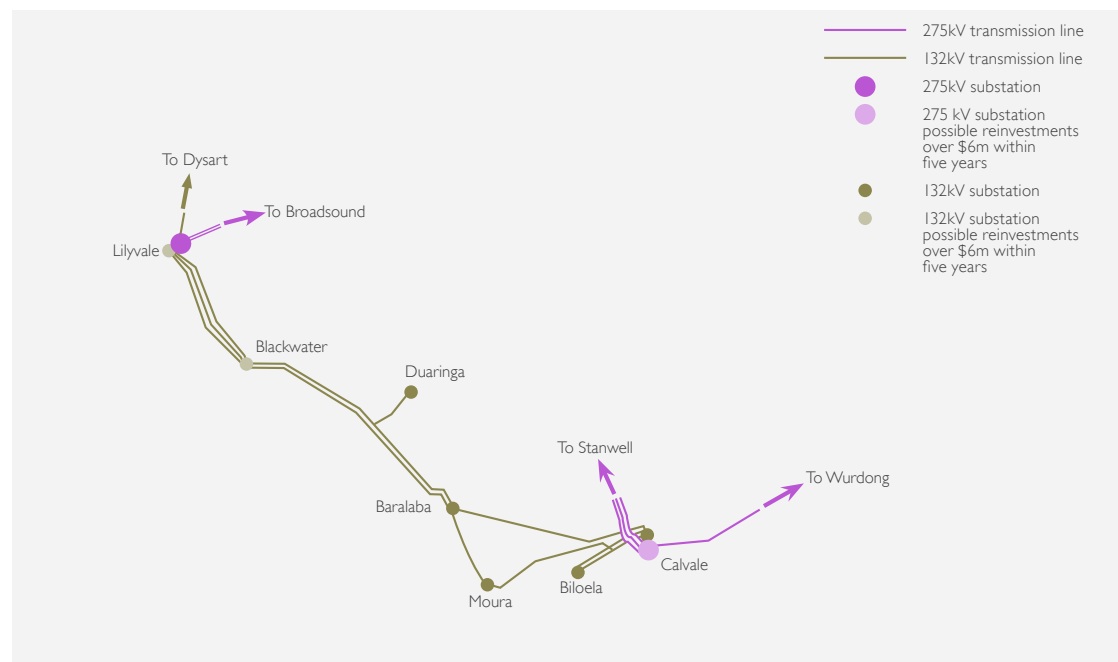 275kV transmission line
132kV transmission line
275kV substation
275 kV substation
possible reinvestments
over $6m within
five years
132kV substation
132kV substation
possible reinvestments
over $6m within
five years
To Dysart
To Broadsound
Lilyvale
Blackwater
Duaringa
To Stanwell
To Wurdong
Baralaba
Calvale
Biloela
Moura